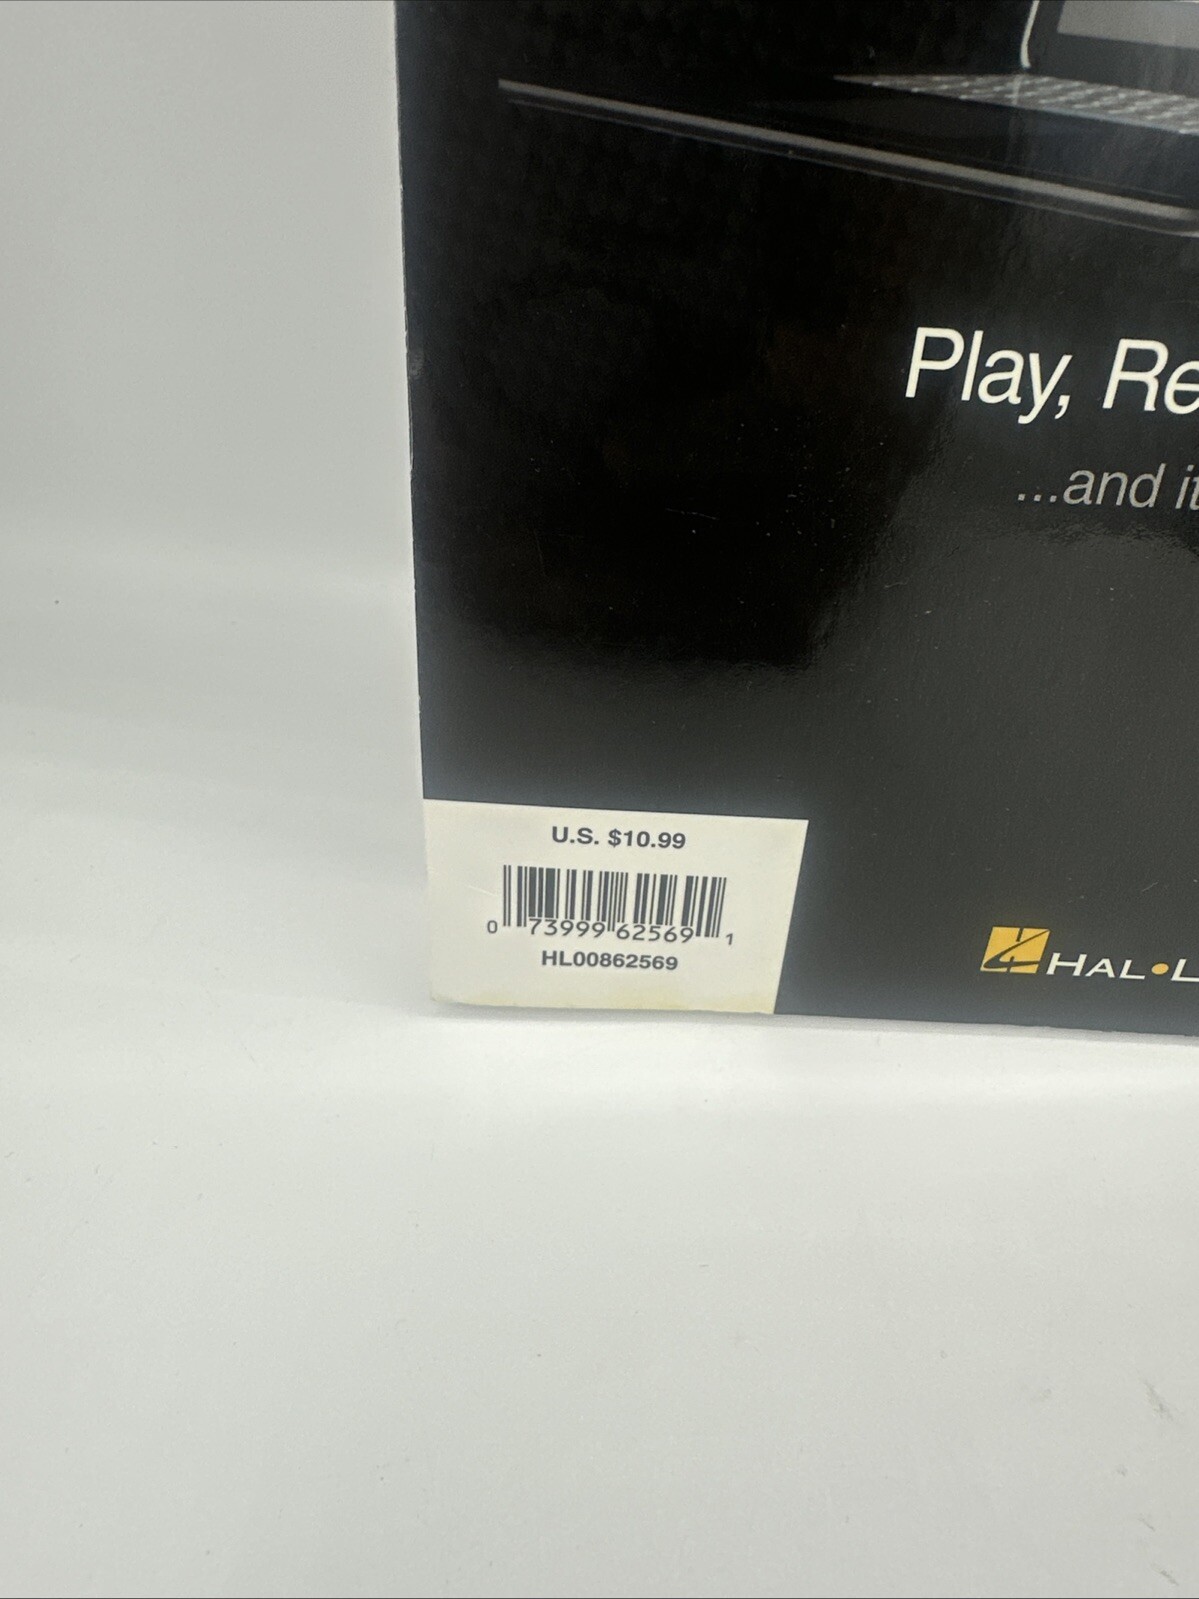 Play, Re
...and it
U.S. $10.99
0 73999 62569 1
HL00862569
HAL•L